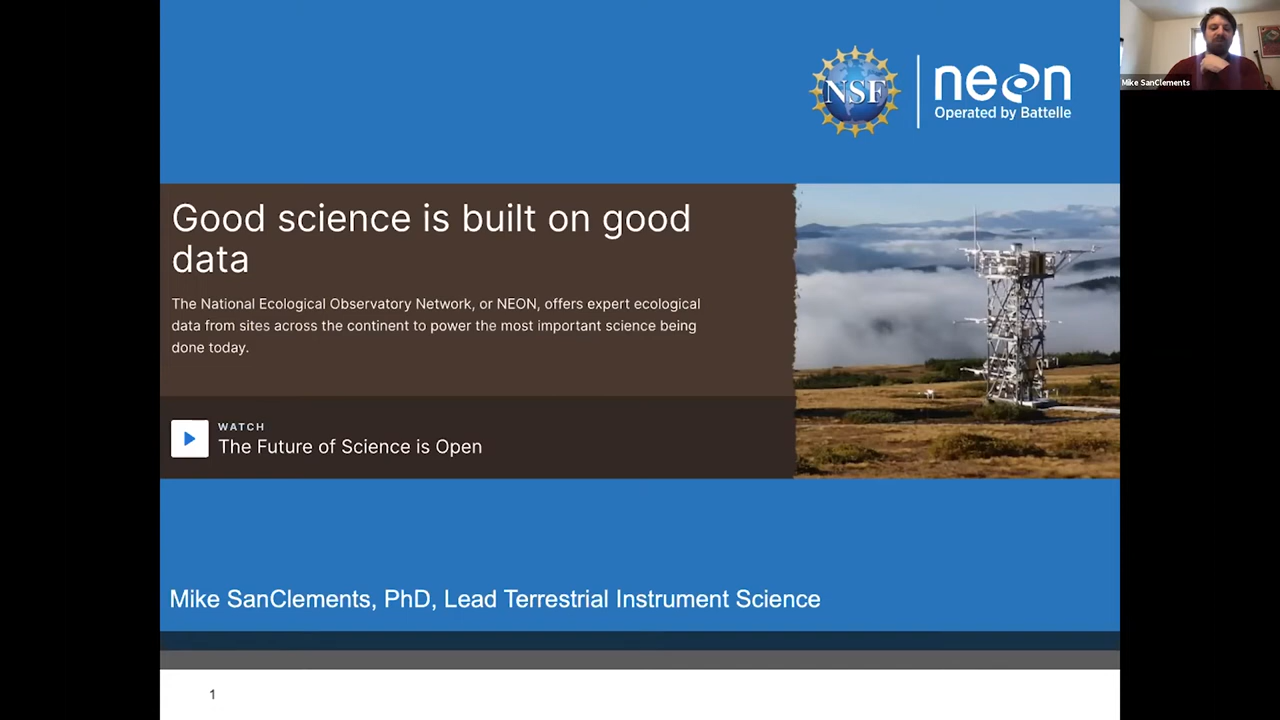 NSF
neon
Operated by Battelle
Mike SanClements
Good science is built on good
data
The National Ecological Observatory Network, or NEON, offers expert ecological
data from sites across the continent to power the most important science being
done today.
WATCH
The Future of Science is Open
Mike SanClements, PhD, Lead Terrestrial Instrument Science
1